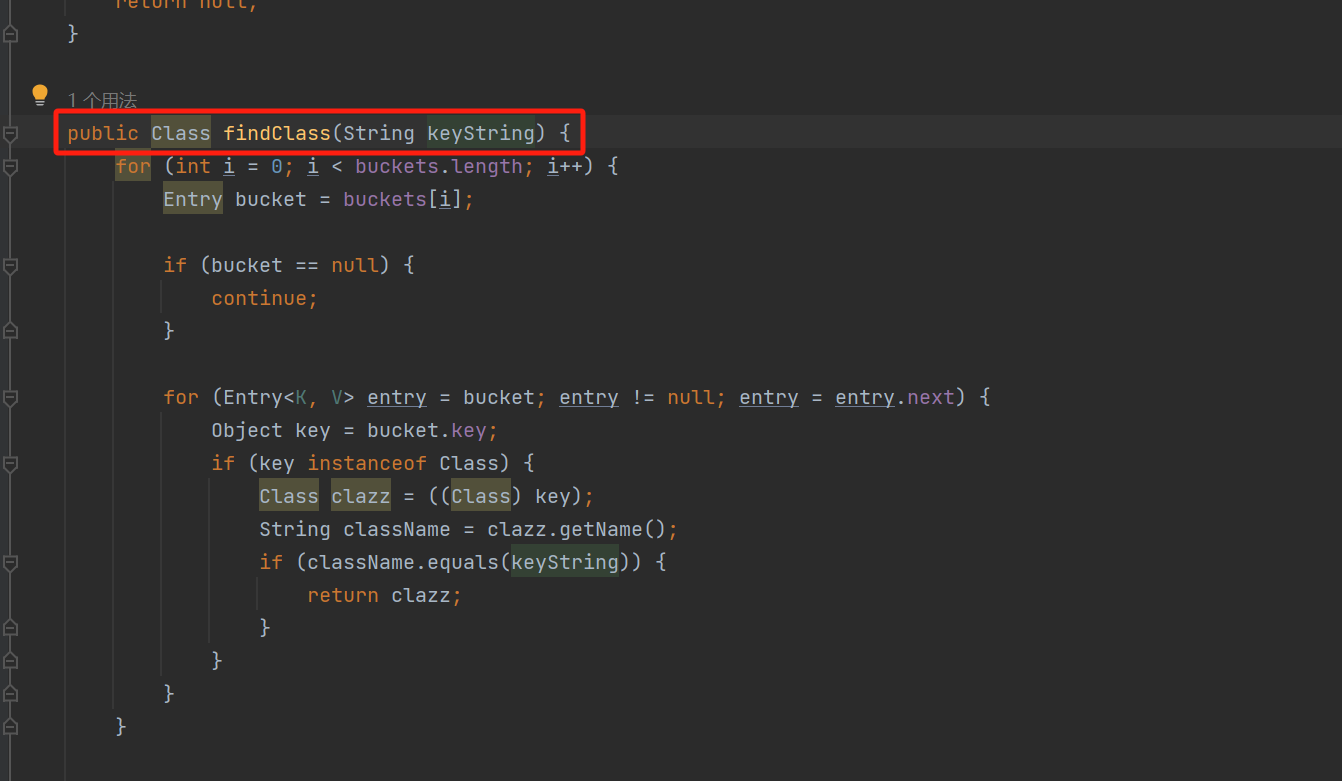 return null;
}
1 个用法
public Class findClass(String keyString) {
for (int i = 0; i < buckets.length; i++) {
Entry bucket = buckets[i];
if (bucket == null) {
continue;
}
for (Entry<K, V> entry = bucket; entry != null; entry = entry.next) {
Object key = bucket.key;
if (key instanceof Class) {
Class clazz = ((Class) key);
String className = clazz.getName();
if (className.equals(keyString)) {
return clazz;
}
}
}
}